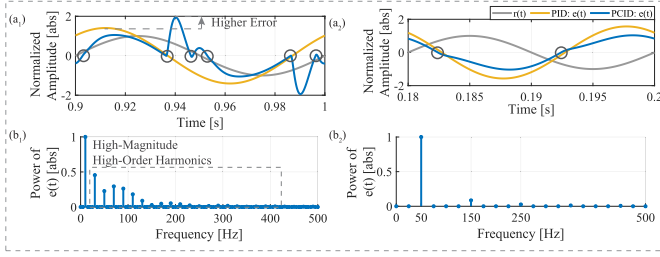 (a1)
Normalized
Amplitude [abs]
2
0
-2
Higher Error
0.9 0.92 0.94 0.96 0.98 1
Time [s]
(a2)
r(t) PID: e(t) PCID: e(t)
Normalized
Amplitude [abs]
2
0
-2
0.18 0.185 0.19 0.195 0.2
Time [s]
(b1)
Power of
e(t) [abs]
1
0.5
0
High-Magnitude
High-Order Harmonics
0 100 200 300 400 500
Frequency [Hz]
(b2)
Power of
e(t) [abs]
1
0.5
0
50 150 250 500
Frequency [Hz]